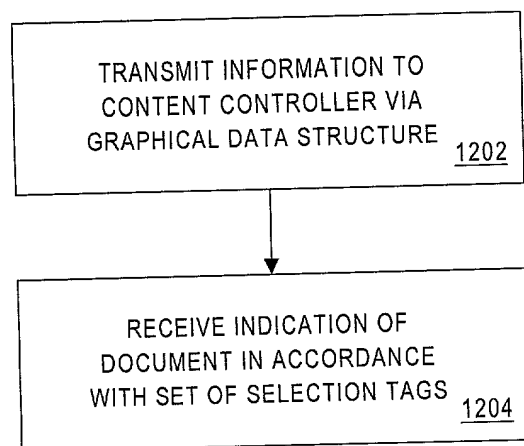 TRANSMIT INFORMATION TO
CONTENT CONTROLLER VIA
GRAPHICAL DATA STRUCTURE
1202
RECEIVE INDICATION OF
DOCUMENT IN ACCORDANCE
WITH SET OF SELECTION TAGS
1204